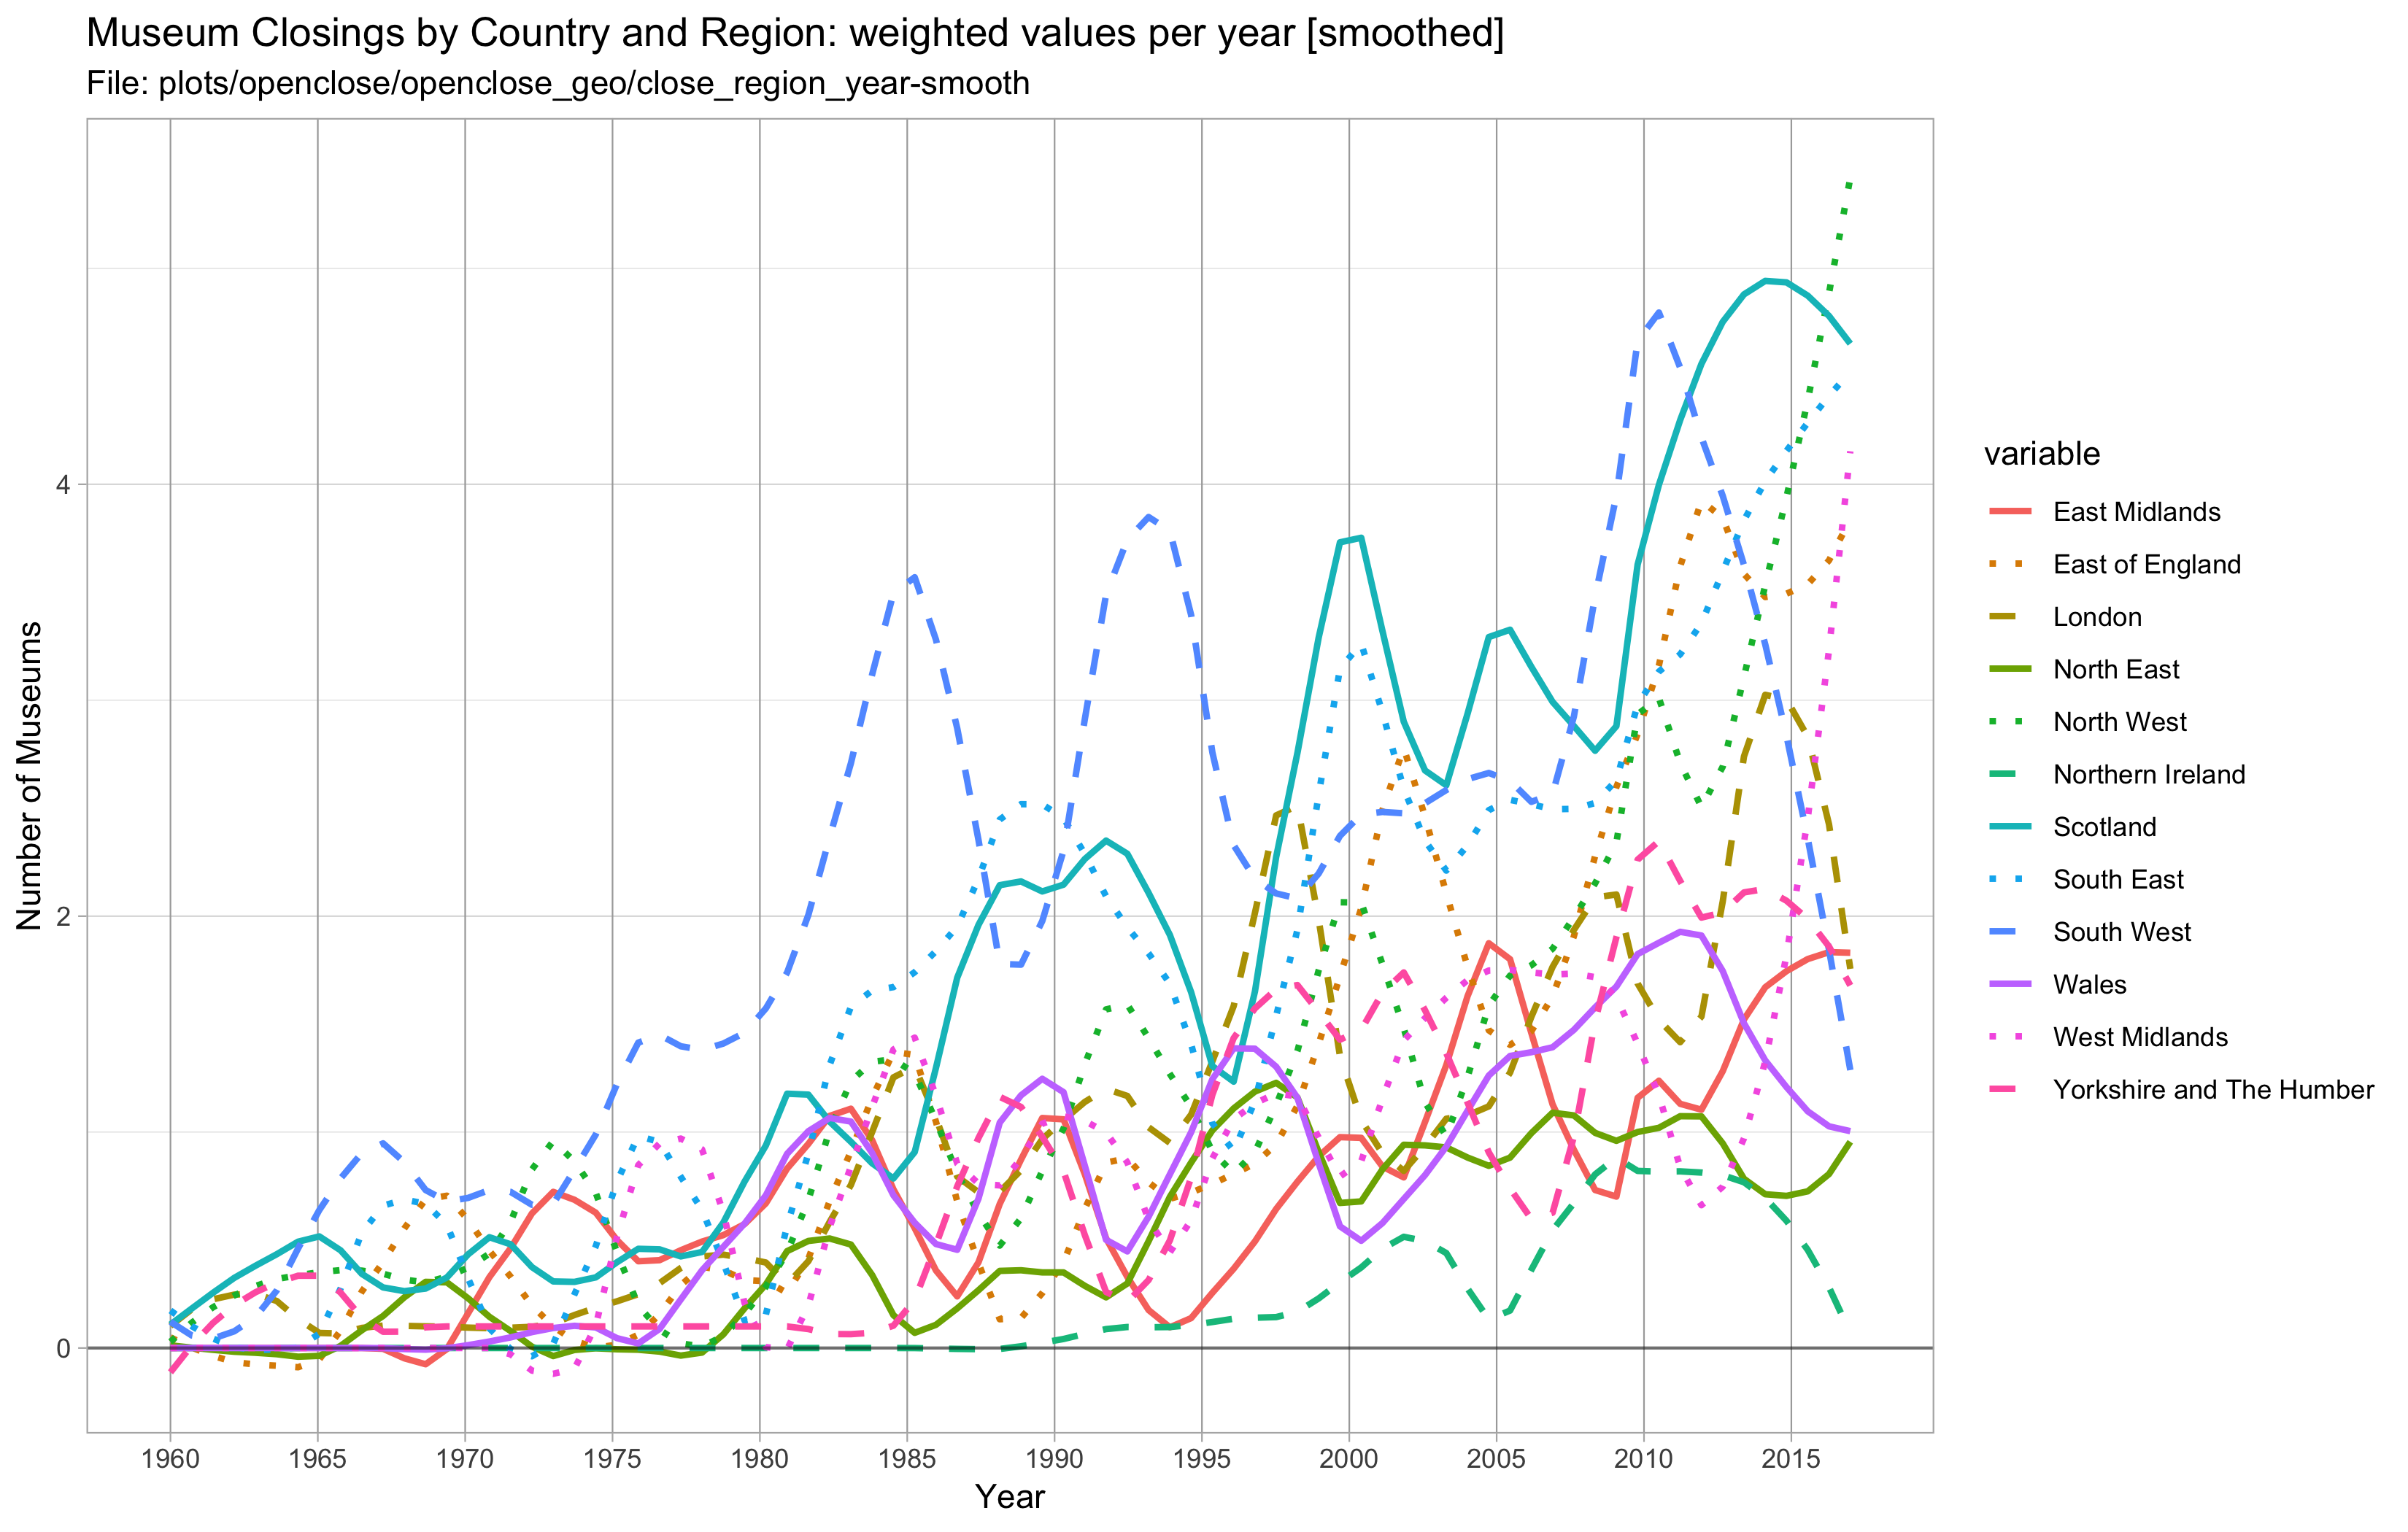 Museum Closings by Country and Region: weighted values per year [smoothed]
File: plots/openclose/openclose_geo/close_region_year-smooth
Number of Museums
4
2
0
1960 1965 1970 1975 1980 1985 1990 1995 2000 2005 2010 2015
Year
variable
East Midlands
East of England
London
North East
North West
Northern Ireland
Scotland
South East
South West
Wales
West Midlands
Yorkshire and The Humber